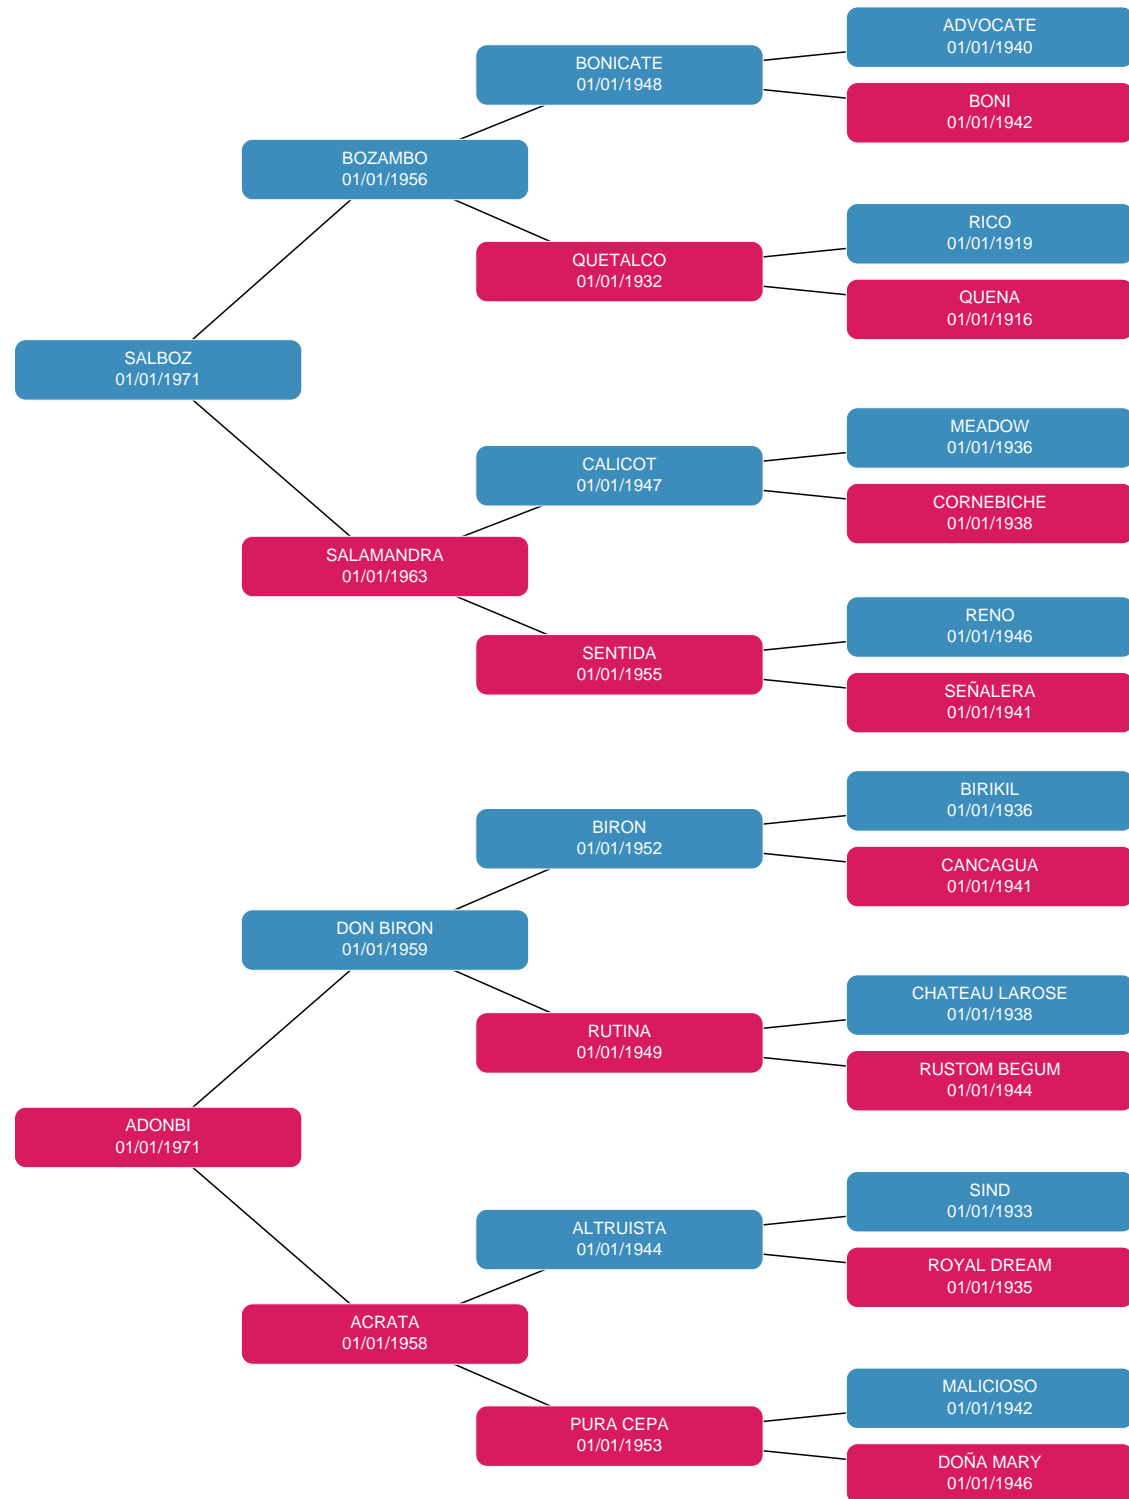 ADVOCATE
01/01/1940
BONICATE
01/01/1948
BONI
01/01/1942
BOZAMBO
01/01/1956
RICO
01/01/1919
QUETALCO
01/01/1932
QUENA
01/01/1916
SALBOZ
01/01/1971
MEADOW
01/01/1936
CALICOT
01/01/1947
CORNEBICHE
01/01/1938
SALAMANDRA
01/01/1963
RENO
01/01/1946
SENTIDA
01/01/1955
SEÑALERA
01/01/1941
BIRIKIL
01/01/1936
BIRON
01/01/1952
CANCAGUA
01/01/1941
DON BIRON
01/01/1959
CHATEAU LAROSE
01/01/1938
RUTINA
01/01/1949
RUSTOM BEGUM
01/01/1944
ADONBI
01/01/1971
SIND
01/01/1933
ALTRUISTA
01/01/1944
ROYAL DREAM
01/01/1935
ACRATA
01/01/1958
MALICIOSO
01/01/1942
PURA CEPA
01/01/1953
DOÑA MARY
01/01/1946